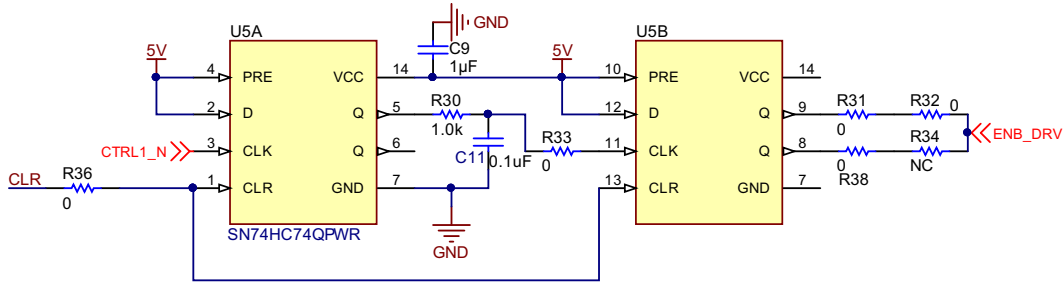 GND
U5A
U5B
5V
C9
1µF
5V
4 PRE VCC 14
10 PRE VCC 14
2 D Q 5
R30
1.0k
12 D Q 9
R31
0
R32
0
CTRL1_N
3 CLK Q 6
C11
0.1uF
R33
0
11 CLK Q 8
R38
R34
NC
ENB_DRV
CLR
R36
0
1 CLR GND 7
13 CLR GND 7
SN74HC74QPWR
GND